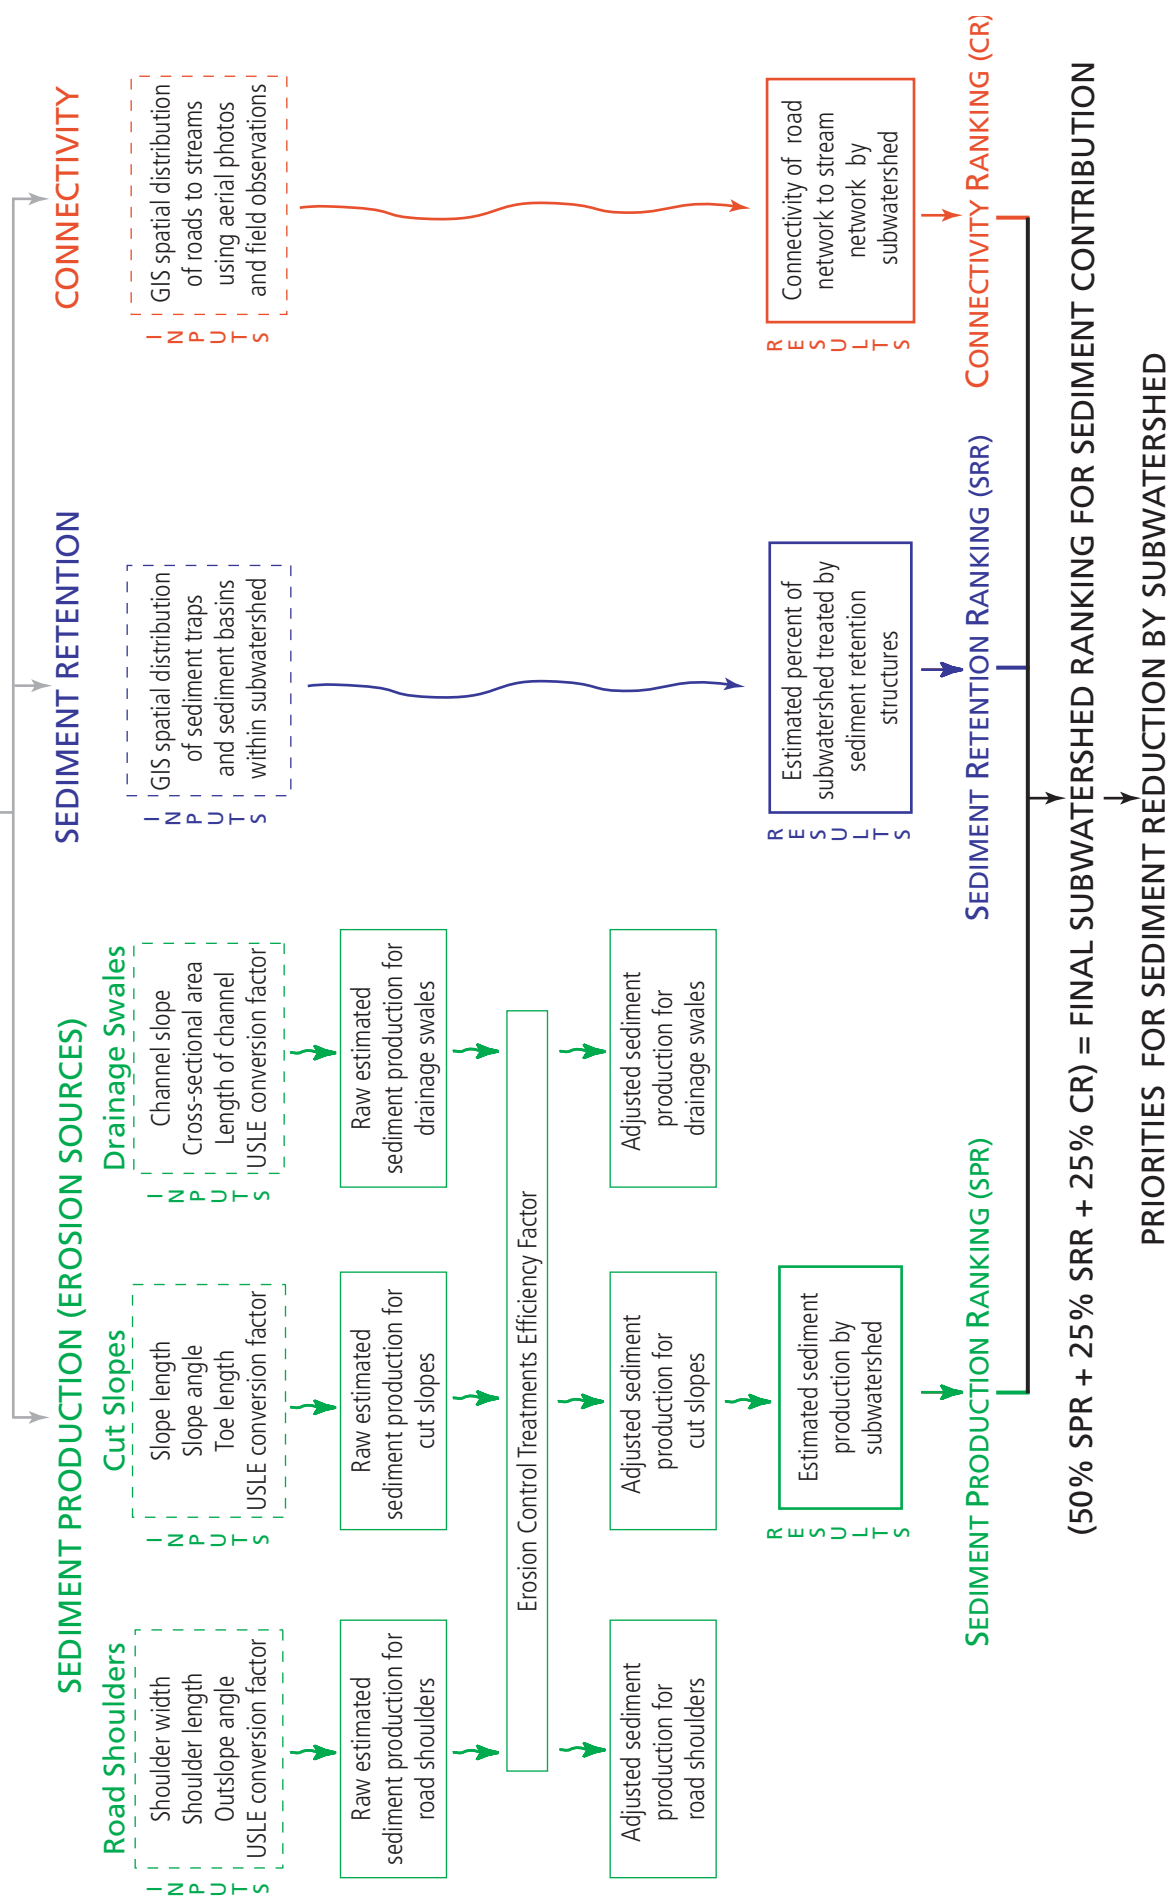 SEDIMENT PRODUCTION (EROSION SOURCES)
Road Shoulders
INPUTS
Shoulder width
Shoulder length
Outslope angle
USLE conversion factor
Raw estimated
sediment production for
road shoulders
Cut Slopes
INPUTS
Slope length
Slope angle
Toe length
USLE conversion factor
Raw estimated
sediment production for
cut slopes
Drainage Swales
INPUTS
Channel slope
Cross-sectional area
Length of channel
USLE conversion factor
Raw estimated
sediment production for
drainage swales
Erosion Control Treatments Efficiency Factor
Adjusted sediment
production for
road shoulders
Adjusted sediment
production for
cut slopes
Adjusted sediment
production for
drainage swales
RESULTS
Estimated sediment
production by
subwatershed
SEDIMENT PRODUCTION RANKING (SPR)
SEDIMENT RETENTION
INPUTS
GIS spatial distribution
of sediment traps
and sediment basins
within subwatershed
RESULTS
Estimated percent of
subwatershed treated by
sediment retention
structures
SEDIMENT RETENTION RANKING (SRR)
CONNECTIVITY
INPUTS
GIS spatial distribution
of roads to streams
using aerial photos
and field observations
RESULTS
Connectivity of road
network to stream
network by
subwatershed
CONNECTIVITY RANKING (CR)
(50% SPR + 25% SRR + 25% CR) = FINAL SUBWATERSHED RANKING FOR SEDIMENT CONTRIBUTION
PRIORITIES FOR SEDIMENT REDUCTION BY SUBWATERSHED